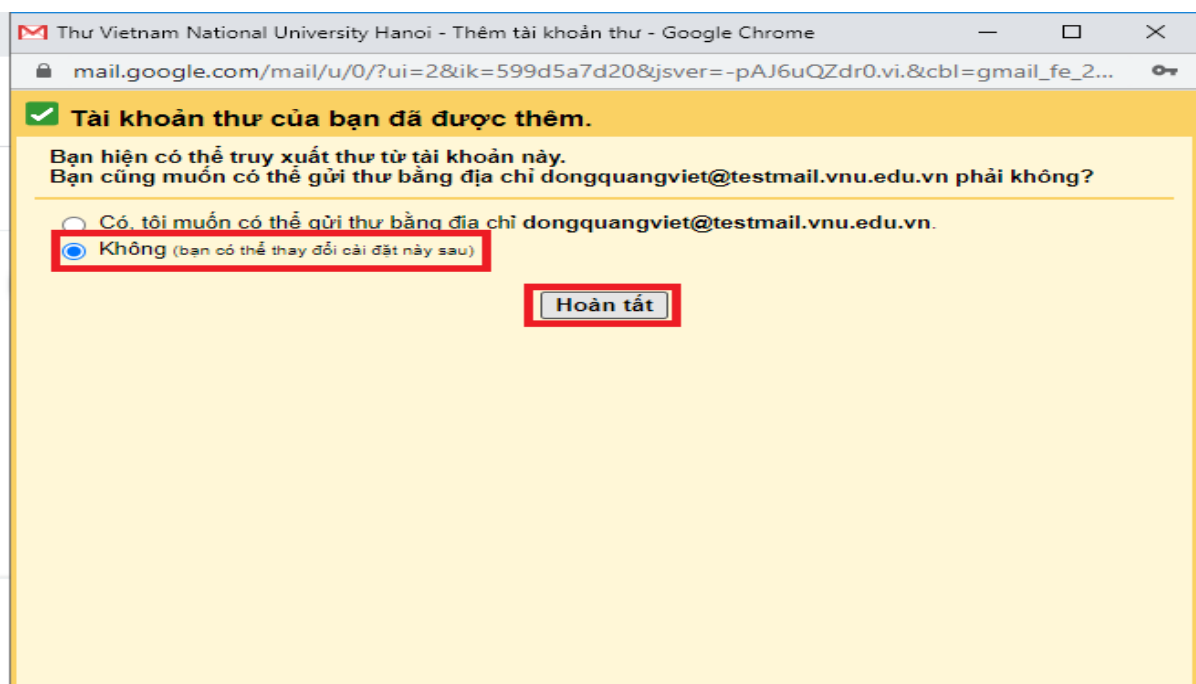 Thư Vietnam National University Hanoi - Thêm tài khoản thư - Google Chrome
mail.google.com/mail/u/0/?ui=2&ik=599d5a7d20&jsver=-pAJ6uQZdr0.vi.&cbl=gmail_fe_2...
Tài khoản thư của bạn đã được thêm.
Bạn hiện có thể truy xuất thư từ tài khoản này.
Bạn cũng muốn có thể gửi thư bằng địa chỉ dongquangviet@testmail.vnu.edu.vn phải không?
Có, tôi muốn có thể gửi thư bằng địa chỉ dongquangviet@testmail.vnu.edu.vn.
Không (bạn có thể thay đổi cài đặt này sau)
Hoàn tất